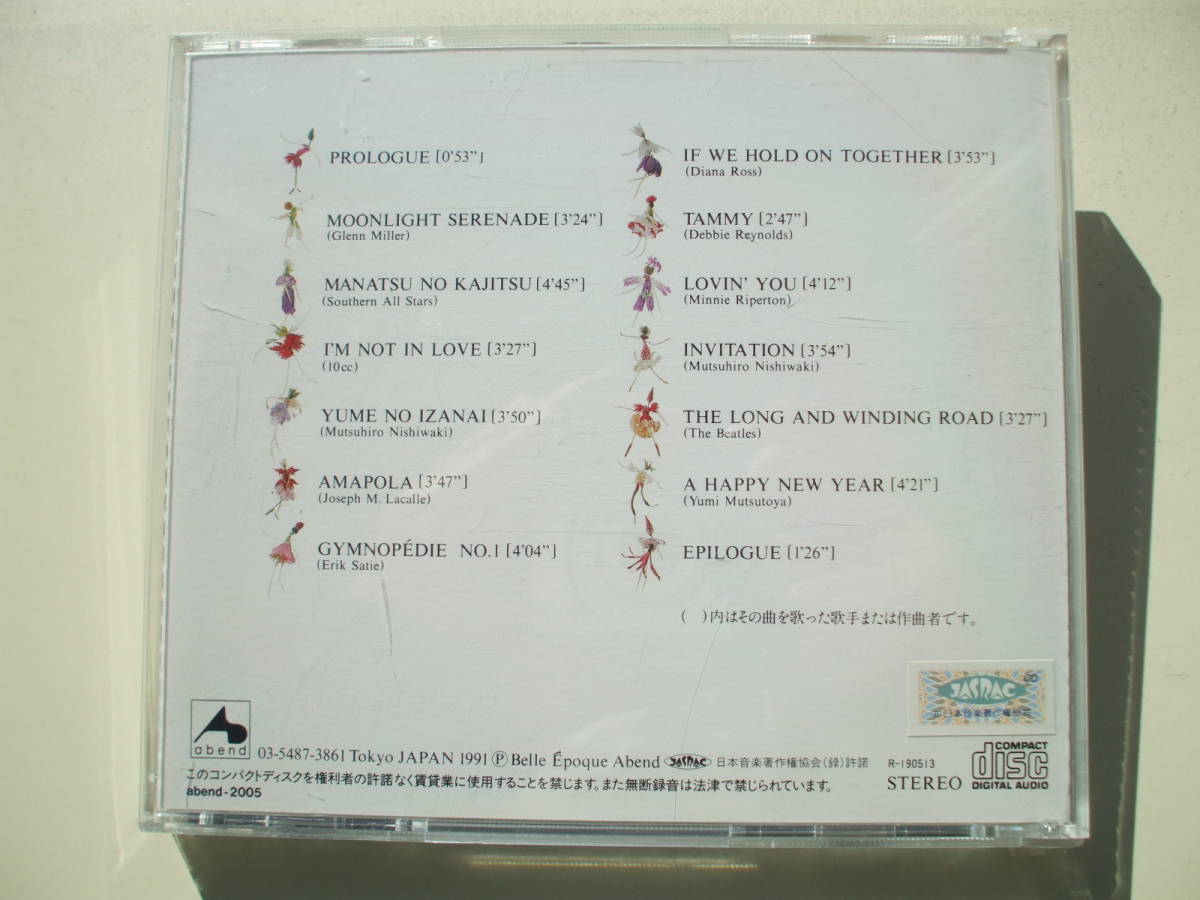 PROLOGUE [0'53"]
MOONLIGHT SERENADE [3'24"]
(Glenn Miller)
MANATSU NO KAJITSU [4'45"]
(Southern All Stars)
I'M NOT IN LOVE [3'27"]
(10cc)
YUME NO IZANAI [3'50"]
(Mutsuhiro Nishiwaki)
AMAPOLA [3'47"]
(Joseph M. Lacalle)
GYMNOPÉDIE NO.1 [4'04"]
(Erik Satie)
IF WE HOLD ON TOGETHER [3'53"]
(Diana Ross)
TAMMY [2'47"]
(Debbie Reynolds)
LOVIN' YOU [4'12"]
(Minnie Riperton)
INVITATION [3'54"]
(Mutsuhiro Nishiwaki)
THE LONG AND WINDING ROAD [3'27"]
(The Beatles)
A HAPPY NEW YEAR [4'21"]
(Yumi Mutsutoya)
EPILOGUE [1'26"]
(　)内はその曲を歌った歌手または作曲者です。
JASRAC
日本音楽著作権協会
abend
03-5487-3861 Tokyo JAPAN 1991 Ⓟ Belle Époque Abend JASRAC 日本音楽著作権協会(録)許諾 R-190513
このコンパクトディスクを権利者の許諾なく賃貸業に使用することを禁じます。また無断録音は法律で禁じられています。
abend-2005
STEREO
COMPACT
disc
DIGITAL AUDIO